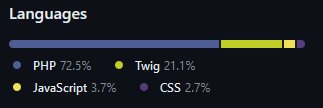 Languages
PHP 72.5% Twig 21.1%
JavaScript 3.7% CSS 2.7%